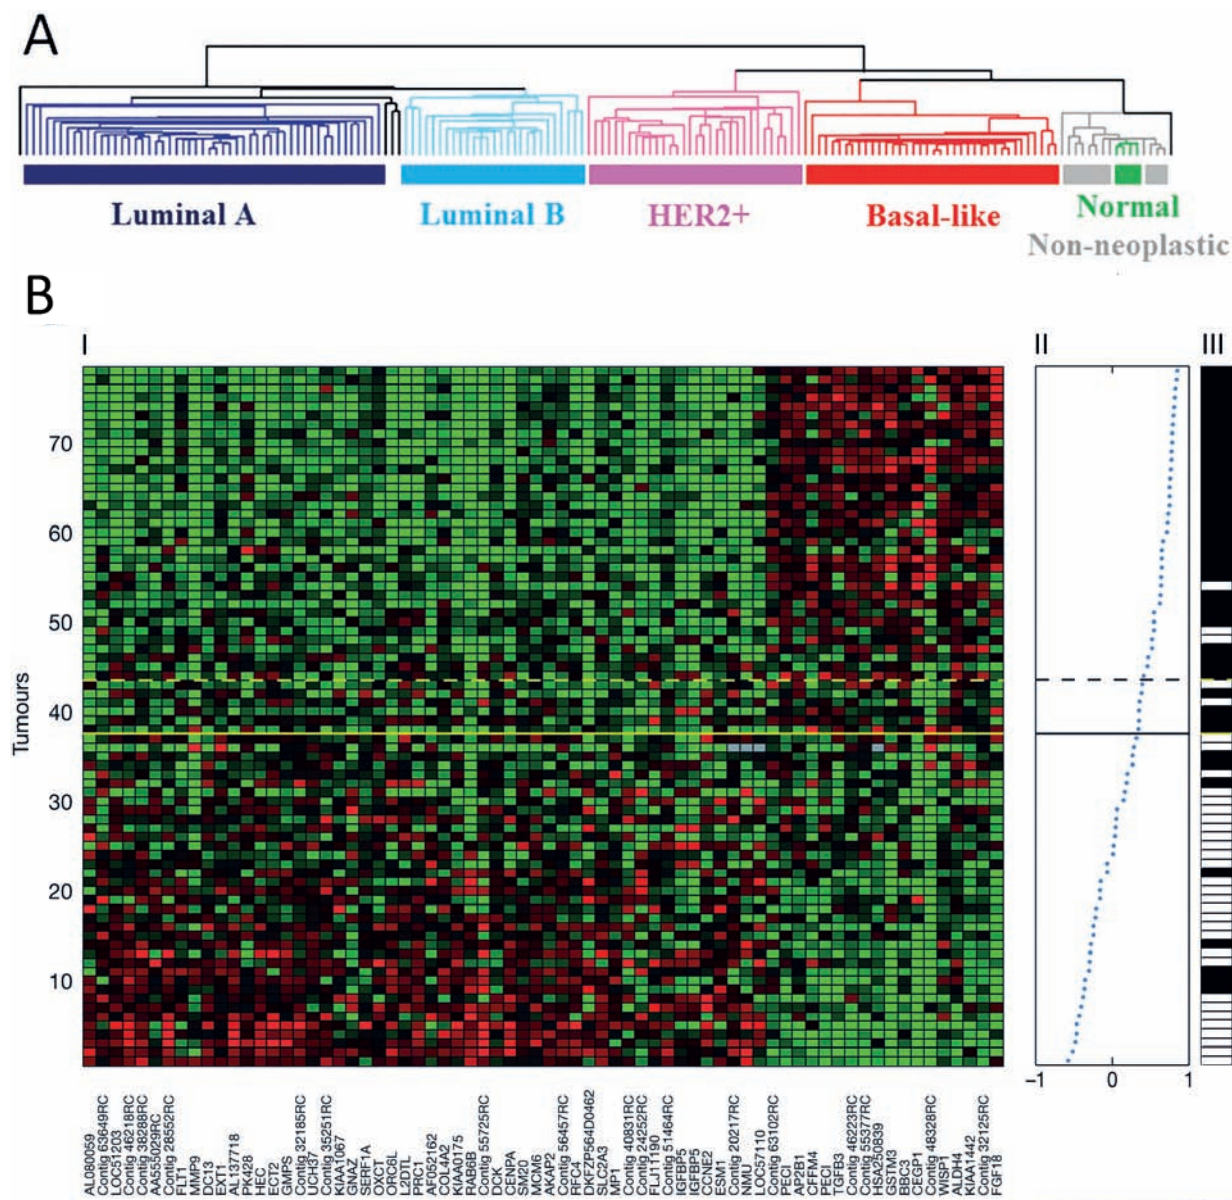 A
Luminal A
Luminal B
HER2+
Basal-like
Normal
Non-neoplastic
B
I
II
III
Tumours
70
60
50
40
30
20
10
−1
0
1
AL080059
Contig 63649RC
LOC51203
Contig 46218RC
Contig 38288RC
AA555029RC
Contig 28552RC
FLT1
MMP9
DC13
EXT1
AL137718
PK428
HEC
ECT2
GMPS
Contig 32185RC
UCH37
Contig 35251RC
KIAA1067
GNAZ
SERF1A
OXCT
ORC6L
L2DTL
PRC1
AF052162
COL4A2
KIAA0175
RAB6B
Contig 55725RC
DCK
CENPA
SM20
MCM6
AKAP2
Contig 56457RC
RFC4
DKFZP564D0462
SLC2A3
MP1
Contig 40831RC
Contig 24252RC
FLJ11190
Contig 51464RC
IGFBP5
IGFBP5
CCNE2
ESM1
Contig 20217RC
NMU
LOC57110
Contig 63102RC
PECI
AP2B1
CFFM4
PECI
TGFB3
Contig 46223RC
Contig 55377RC
HSA250839
GSTM3
BBC3
CEGP1
Contig 48328RC
WISP1
ALDH4
KIAA1442
Contig 32125RC
FGF18